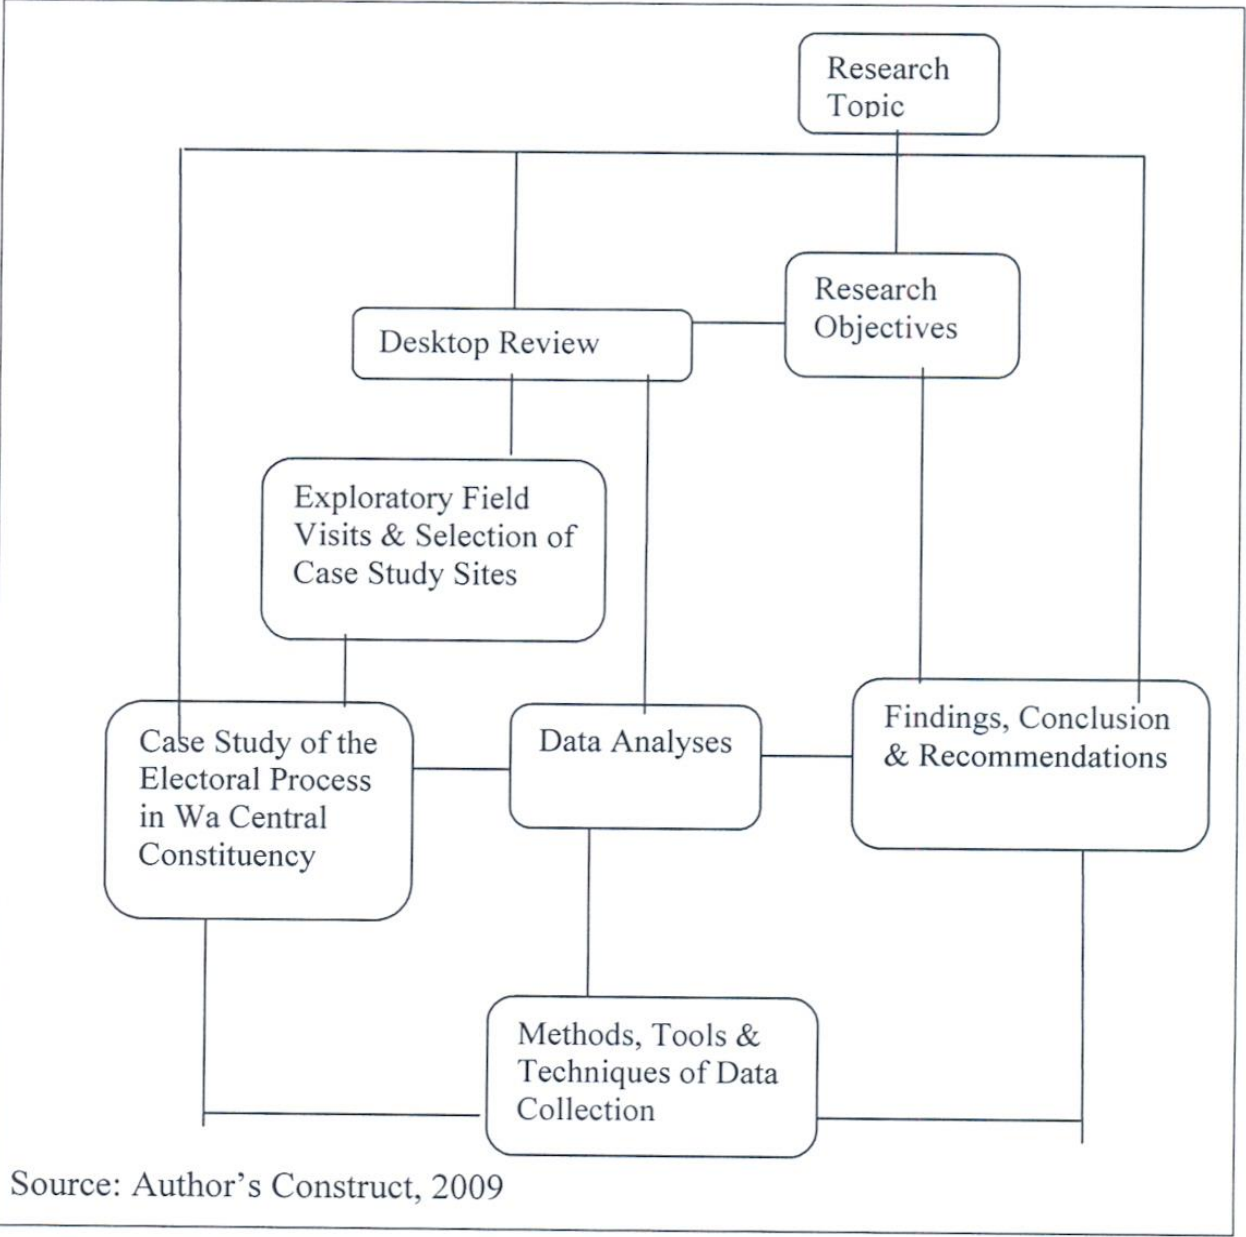 Research
Topic
Research
Objectives
Desktop Review
Exploratory Field
Visits & Selection of
Case Study Sites
Case Study of the
Electoral Process
in Wa Central
Constituency
Data Analyses
Findings, Conclusion
& Recommendations
Methods, Tools &
Techniques of Data
Collection
Source: Author's Construct, 2009